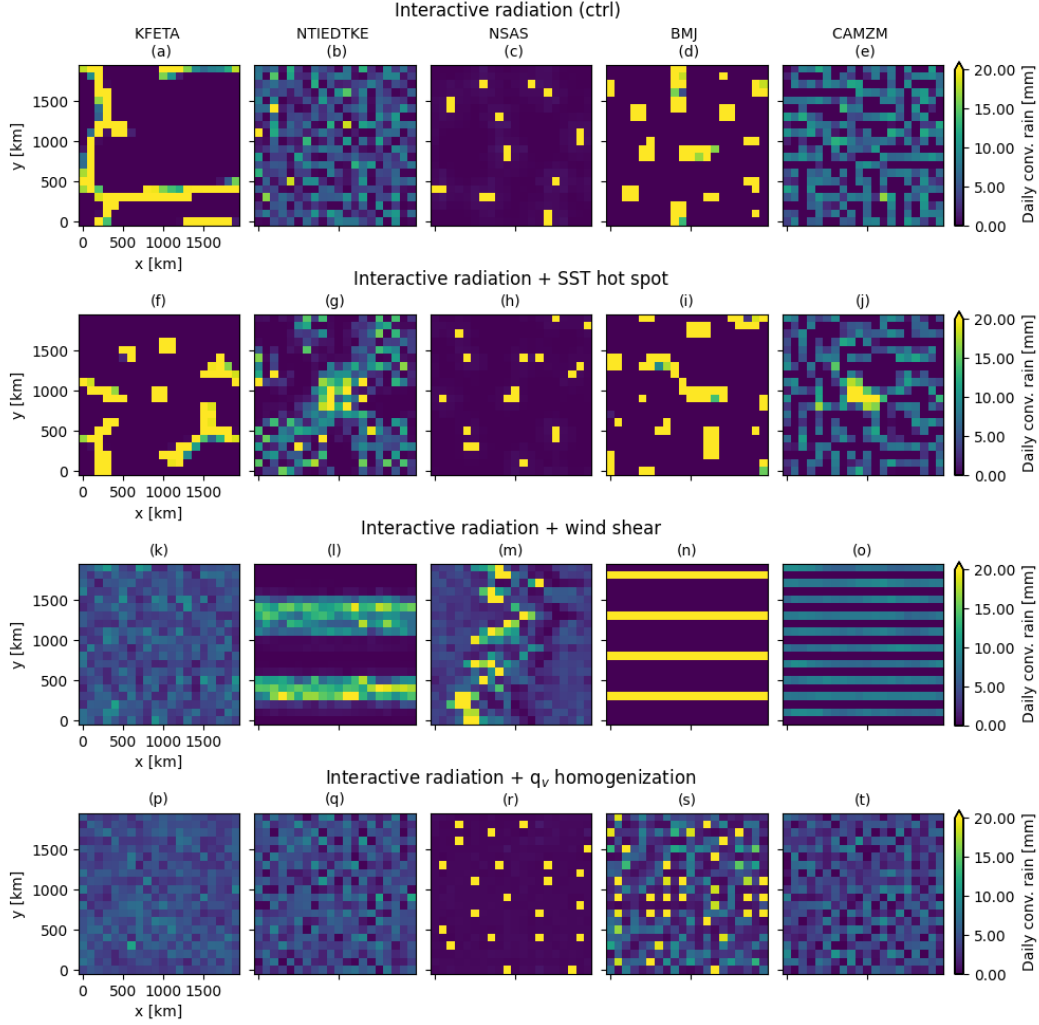 Interactive radiation (ctrl)
KFETA NTIEDTKE NSAS BMJ CAMZM
(a) (b) (c) (d) (e)
y [km]
1500
1000
500
0
0 500 1000 1500
x [km]
20.00
15.00
10.00
5.00
0.00
Daily conv. rain [mm]
Interactive radiation + SST hot spot
(f) (g) (h) (i) (j)
y [km]
1500
1000
500
0
0 500 1000 1500
x [km]
20.00
15.00
10.00
5.00
0.00
Daily conv. rain [mm]
Interactive radiation + wind shear
(k) (l) (m) (n) (o)
y [km]
1500
1000
500
0
0 500 1000 1500
x [km]
20.00
15.00
10.00
5.00
0.00
Daily conv. rain [mm]
Interactive radiation + qᵥ homogenization
(p) (q) (r) (s) (t)
y [km]
1500
1000
500
0
0 500 1000 1500
x [km]
20.00
15.00
10.00
5.00
0.00
Daily conv. rain [mm]